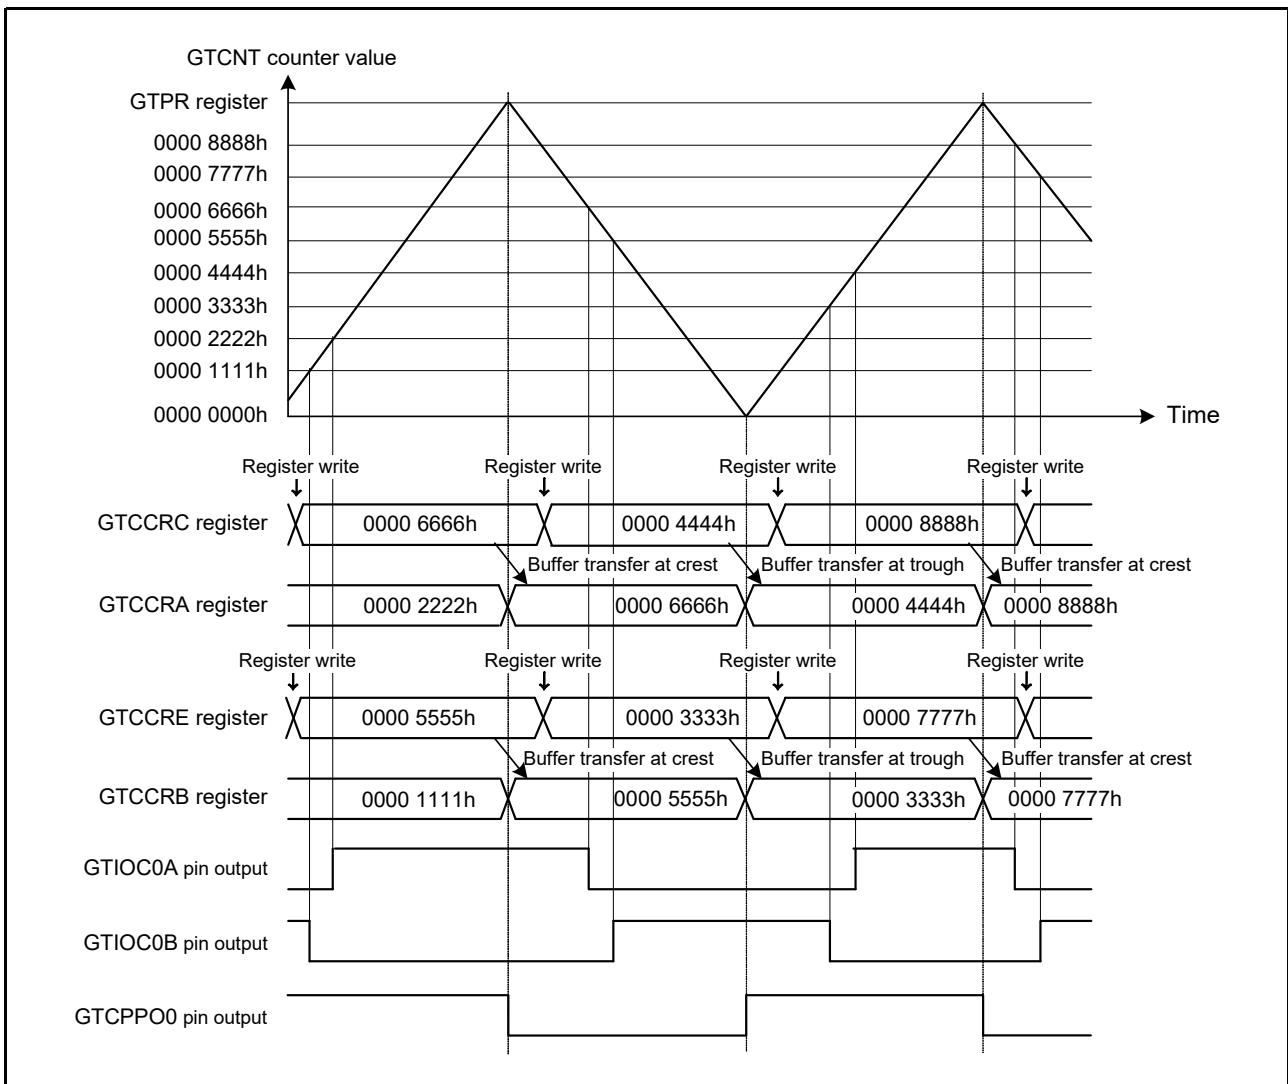 GTCNT counter value
GTPR register
0000 8888h
0000 7777h
0000 6666h
0000 5555h
0000 4444h
0000 3333h
0000 2222h
0000 1111h
0000 0000h
Time
Register write Register write Register write Register write
GTCCRC register 0000 6666h 0000 4444h 0000 8888h
Buffer transfer at crest Buffer transfer at trough Buffer transfer at crest
GTCCRA register 0000 2222h 0000 6666h 0000 4444h 0000 8888h
Register write Register write Register write Register write
GTCCRE register 0000 5555h 0000 3333h 0000 7777h
Buffer transfer at crest Buffer transfer at trough Buffer transfer at crest
GTCCRB register 0000 1111h 0000 5555h 0000 3333h 0000 7777h
GTIOC0A pin output
GTIOC0B pin output
GTCPPO0 pin output